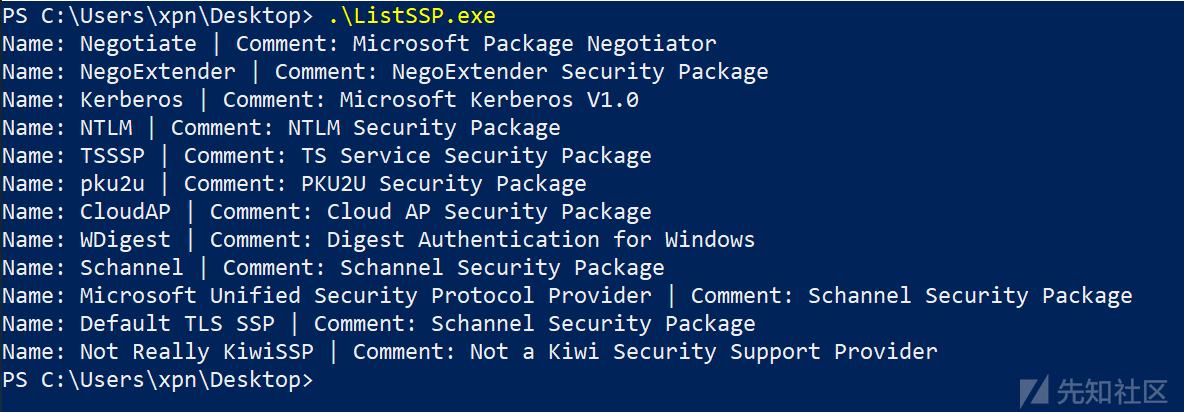 PS C:\Users\xpn\Desktop> .\ListSSP.exe
Name: Negotiate | Comment: Microsoft Package Negotiator
Name: NegoExtender | Comment: NegoExtender Security Package
Name: Kerberos | Comment: Microsoft Kerberos V1.0
Name: NTLM | Comment: NTLM Security Package
Name: TSSSP | Comment: TS Service Security Package
Name: pku2u | Comment: PKU2U Security Package
Name: CloudAP | Comment: Cloud AP Security Package
Name: WDigest | Comment: Digest Authentication for Windows
Name: Schannel | Comment: Schannel Security Package
Name: Microsoft Unified Security Protocol Provider | Comment: Schannel Security Package
Name: Default TLS SSP | Comment: Schannel Security Package
Name: Not Really KiwiSSP | Comment: Not a Kiwi Security Support Provider
PS C:\Users\xpn\Desktop>
先知社区